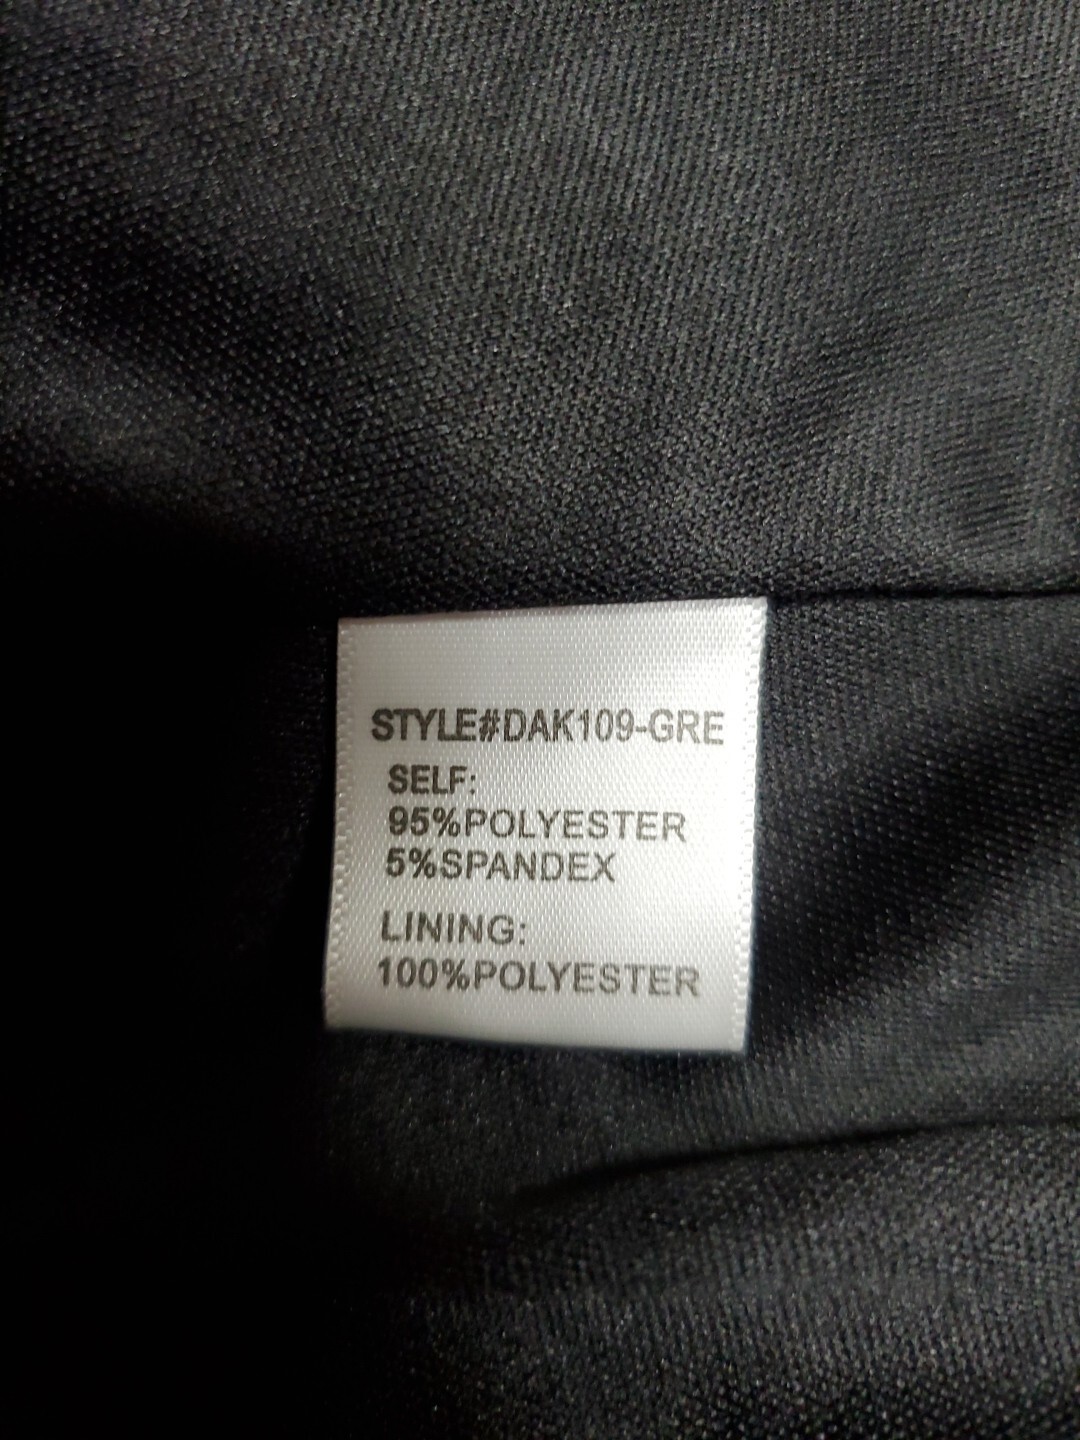 STYLE#DAK109-GRE
SELF:
95%POLYESTER
5%SPANDEX
LINING:
100%POLYESTER